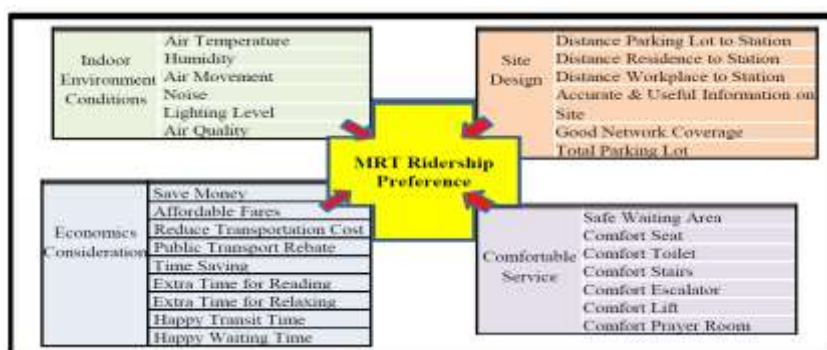 Indoor
Environment
Conditions
Air Temperature
Humidity
Air Movement
Noise
Lighting Level
Air Quality
Site
Design
Distance Parking Lot to Station
Distance Residence to Station
Distance Workplace to Station
Accurate & Useful Information on
Site
Good Network Coverage
Total Parking Lot
MRT Ridership
Preference
Economics
Consideration
Save Money
Affordable Fares
Reduce Transportation Cost
Public Transport Rebate
Time Saving
Extra Time for Reading
Extra Time for Relaxing
Happy Transit Time
Happy Waiting Time
Comfortable
Service
Safe Waiting Area
Comfort Seat
Comfort Toilet
Comfort Stairs
Comfort Escalator
Comfort Lift
Comfort Prayer Room